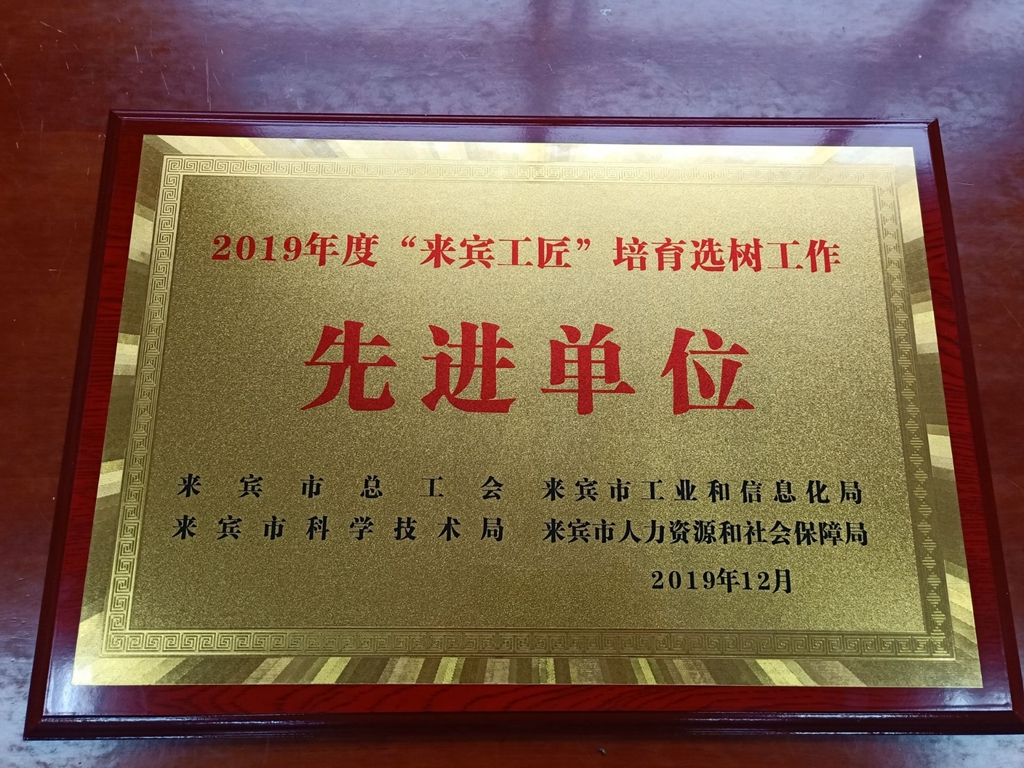 2019年度“来宾工匠”培育选树工作
先进单位
来宾市总工会 来宾市工业和信息化局
来宾市科学技术局 来宾市人力资源和社会保障局
2019年12月